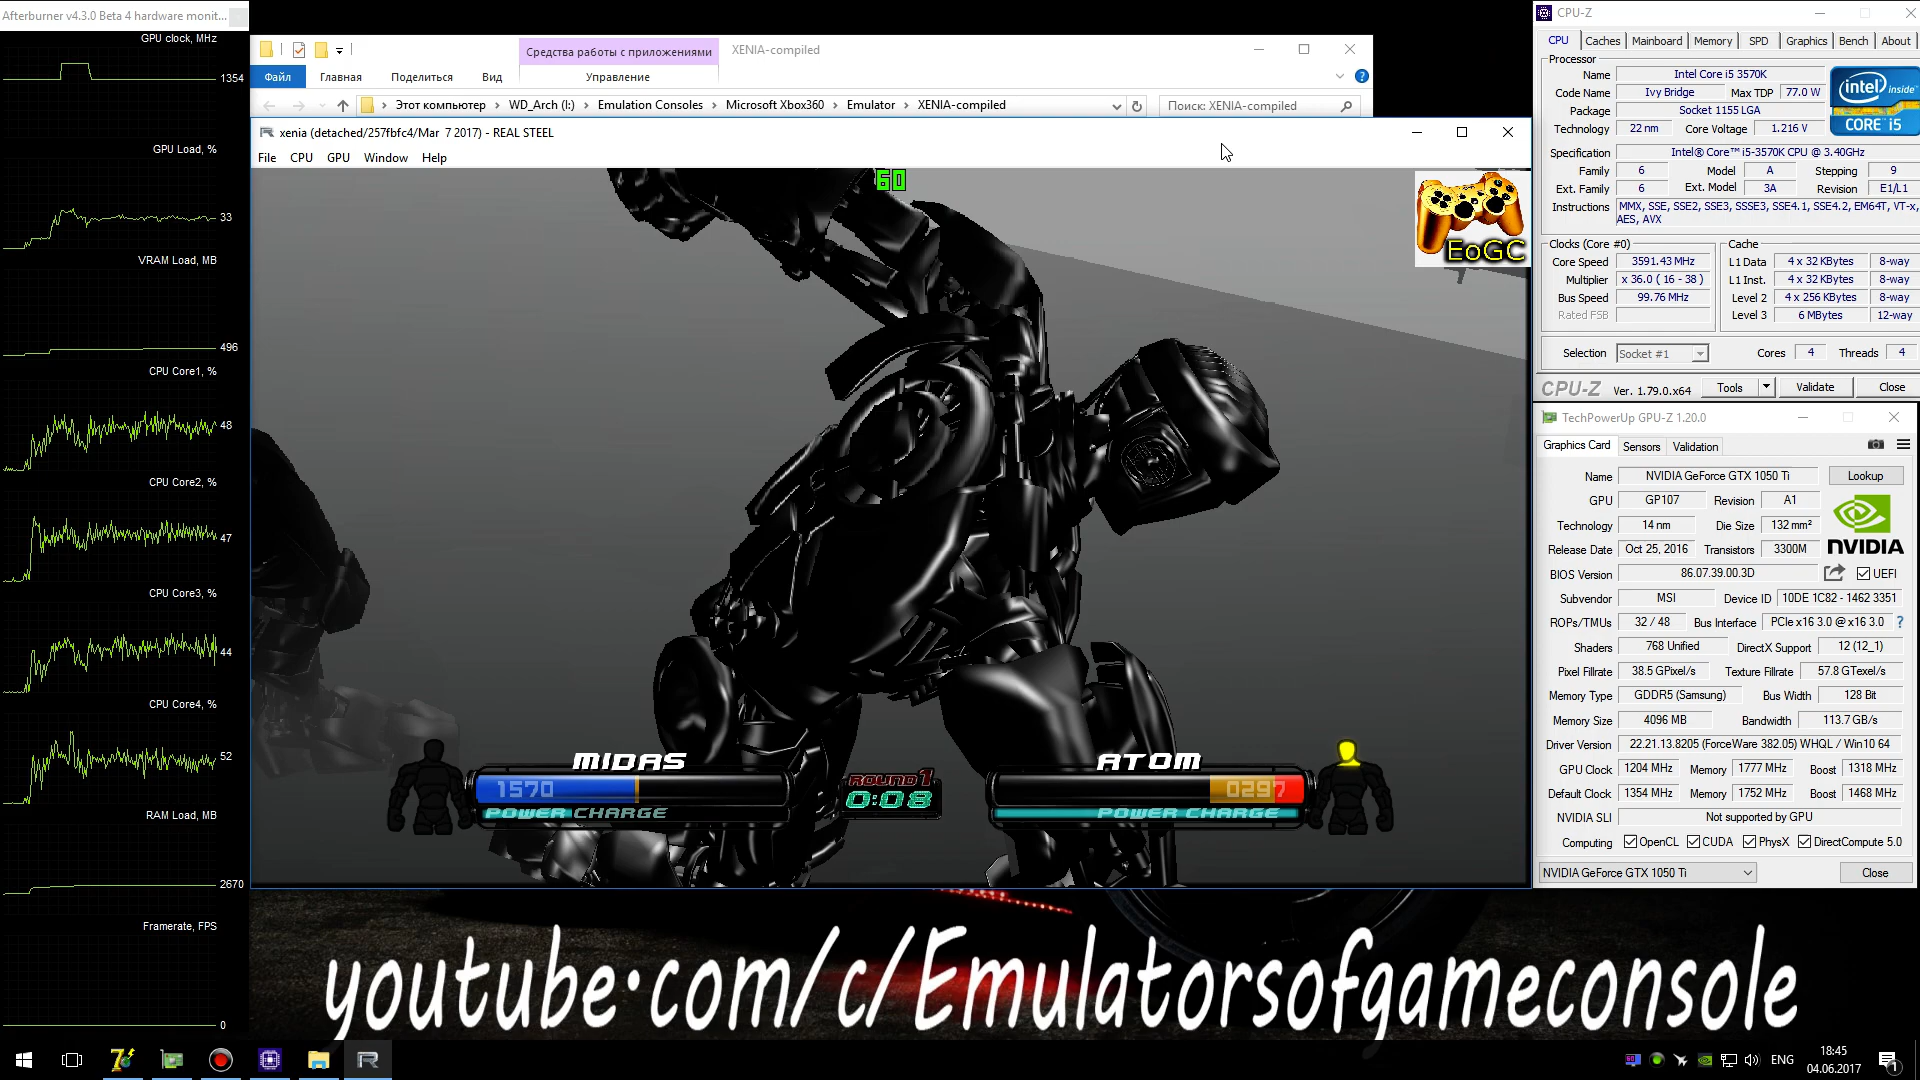 Afterburner v4.3.0 Beta 4 hardware monit...
GPU clock, MHz
1354
GPU Load, %
33
VRAM Load, MB
496
CPU Core1, %
48
CPU Core2, %
47
CPU Core3, %
44
CPU Core4, %
52
RAM Load, MB
2670
Framerate, FPS
0
Средства работы с приложениями
XENIA-compiled
Файл Главная Поделиться Вид Управление
Этот компьютер > WD_Arch (I:) > Emulation Consoles > Microsoft Xbox360 > Emulator > XENIA-compiled
Поиск: XENIA-compiled
xenia (detached/257fbfc4/Mar 7 2017) - REAL STEEL
File CPU GPU Window Help
60
EoGC
MIDAS
1570
POWER CHARGE
ROUND 1
0:08
ATOM
0297
POWER CHARGE
youtube.com/c/Emulatorsofgameconsole
CPU-Z
CPU Caches Mainboard Memory SPD Graphics Bench About
Processor
Name Intel Core i5 3570K
Code Name Ivy Bridge Max TDP 77.0 W
Package Socket 1155 LGA
Technology 22 nm Core Voltage 1.216 V
intel inside™
CORE i5
Specification Intel® Core™ i5-3570K CPU @ 3.40GHz
Family 6 Model A Stepping 9
Ext. Family 6 Ext. Model 3A Revision E1/L1
Instructions MMX, SSE, SSE2, SSE3, SSSE3, SSE4.1, SSE4.2, EM64T, VT-x,
AES, AVX
Clocks (Core #0)
Core Speed 3591.43 MHz
Multiplier x 36.0 ( 16 - 38 )
Bus Speed 99.76 MHz
Rated FSB
Cache
L1 Data 4 x 32 KBytes 8-way
L1 Inst. 4 x 32 KBytes 8-way
Level 2 4 x 256 KBytes 8-way
Level 3 6 MBytes 12-way
Selection Socket #1 Cores 4 Threads 4
CPU-Z Ver. 1.79.0.x64 Tools Validate Close
TechPowerUp GPU-Z 1.20.0
Graphics Card Sensors Validation
Name NVIDIA GeForce GTX 1050 Ti Lookup
GPU GP107 Revision A1
Technology 14 nm Die Size 132 mm²
Release Date Oct 25, 2016 Transistors 3300M
NVIDIA
BIOS Version 86.07.39.00.3D UEFI
Subvendor MSI Device ID 10DE 1C82 - 1462 3351
ROPs/TMUs 32 / 48 Bus Interface PCIe x16 3.0 @ x16 3.0 ?
Shaders 768 Unified DirectX Support 12 (12_1)
Pixel Fillrate 38.5 GPixel/s Texture Fillrate 57.8 GTexel/s
Memory Type GDDR5 (Samsung) Bus Width 128 Bit
Memory Size 4096 MB Bandwidth 113.7 GB/s
Driver Version 22.21.13.8205 (ForceWare 382.05) WHQL / Win10 64
GPU Clock 1204 MHz Memory 1777 MHz Boost 1318 MHz
Default Clock 1354 MHz Memory 1752 MHz Boost 1468 MHz
NVIDIA SLI Not supported by GPU
Computing OpenCL CUDA PhysX DirectCompute 5.0
NVIDIA GeForce GTX 1050 Ti Close
ENG
18:45
04.06.2017
1